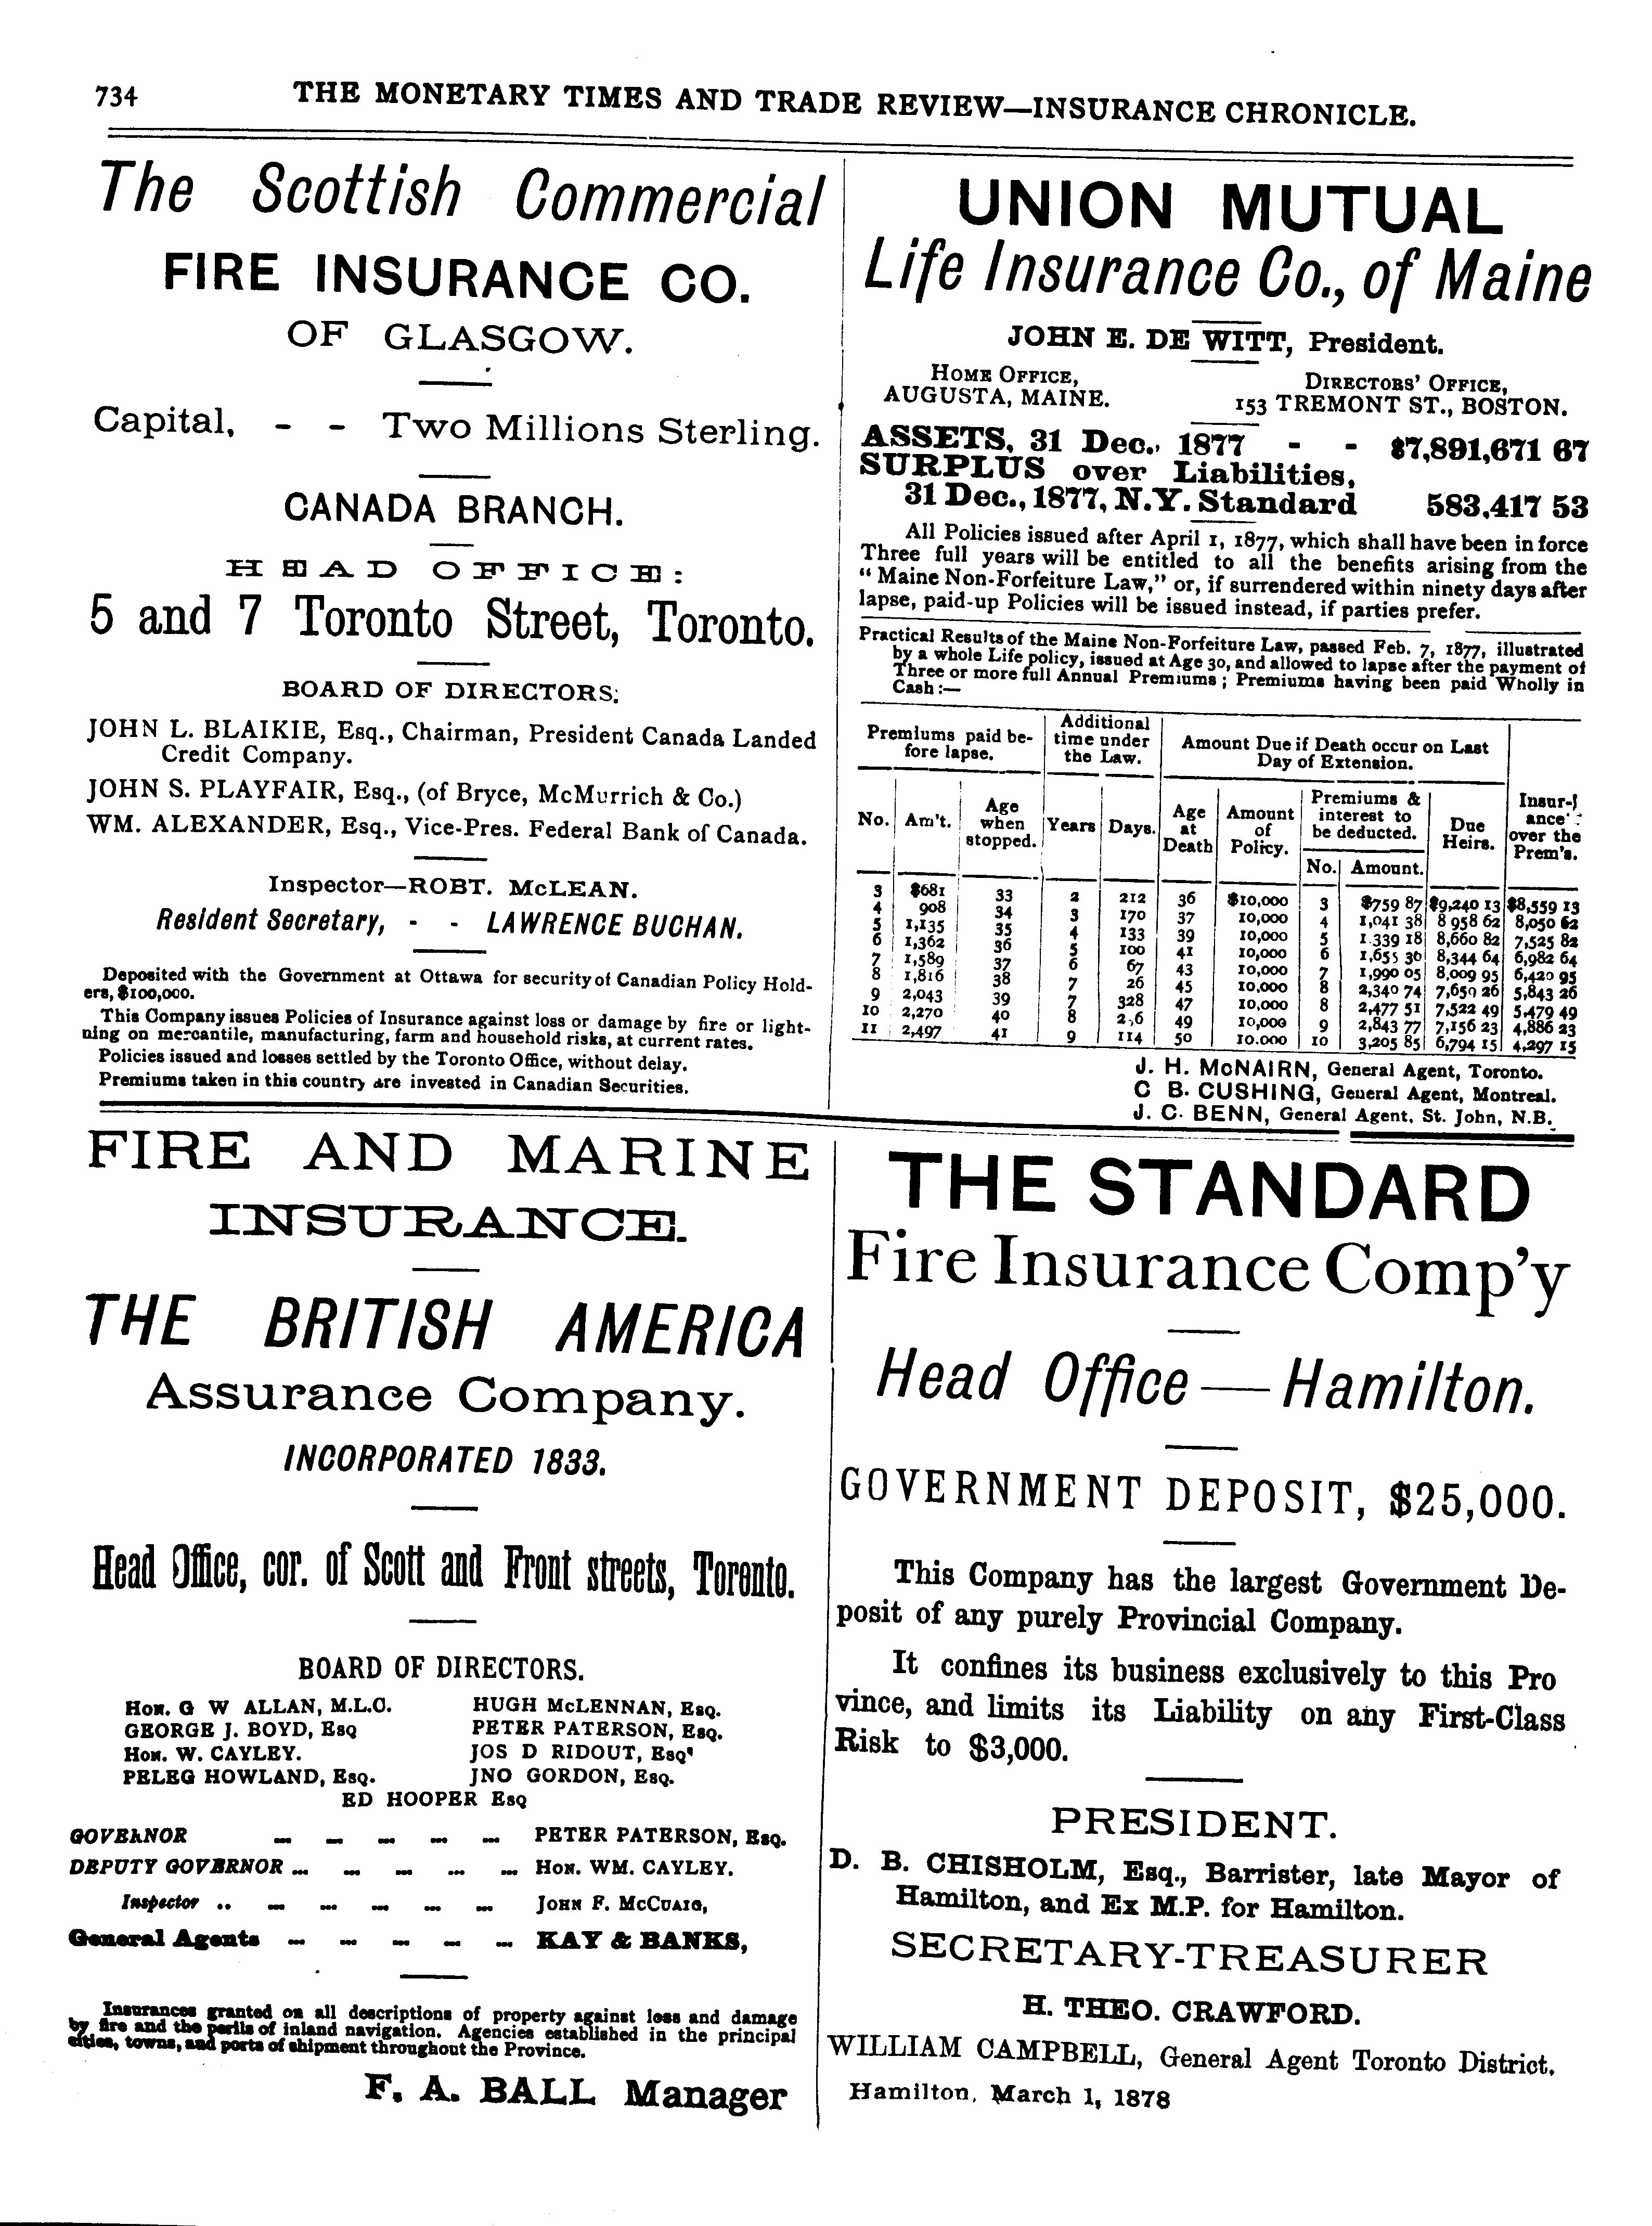 734 THE MONETARY TIMES AND TRADE REVIEW—INSURANCE CHRONICLE.
The Scottish Commercial
FIRE INSURANCE CO.
OF GLASGOW.
Capital, - - Two Millions Sterling.
CANADA BRANCH.
HEAD OFFICE:
5 and 7 Toronto Street, Toronto.
BOARD OF DIRECTORS:
JOHN L. BLAIKIE, Esq., Chairman, President Canada Landed
Credit Company.
JOHN S. PLAYFAIR, Esq., (of Bryce, McMurrich & Co.)
WM. ALEXANDER, Esq., Vice-Pres. Federal Bank of Canada.
Inspector—ROBT. McLEAN.
Resident Secretary, - - LAWRENCE BUCHAN.
Deposited with the Government at Ottawa for security of Canadian Policy Hold-
ers, $100,000.
This Company issues Policies of Insurance against loss or damage by fire or light-
ning on mercantile, manufacturing, farm and household risks, at current rates.
Policies issued and losses settled by the Toronto Office, without delay.
Premiums taken in this country are invested in Canadian Securities.
UNION MUTUAL
Life Insurance Co., of Maine
JOHN E. DE WITT, President.
HOME OFFICE, DIRECTORS' OFFICE,
AUGUSTA, MAINE. 153 TREMONT ST., BOSTON.
ASSETS, 31 Dec., 1877 - - $7,891,671 67
SURPLUS over Liabilities,
31 Dec., 1877, N.Y. Standard 583,417 53
All Policies issued after April 1, 1877, which shall have been in force
Three full years will be entitled to all the benefits arising from the
"Maine Non-Forfeiture Law," or, if surrendered within ninety days after
lapse, paid-up Policies will be issued instead, if parties prefer.
Practical Results of the Maine Non-Forfeiture Law, passed Feb. 7, 1877, illustrated
by a whole Life policy, issued at Age 30, and allowed to lapse after the payment of
Three or more full Annual Premiums; Premiums having been paid Wholly in
Cash:—
Premiums paid be-
fore lapse.
Additional
time under
the Law.
Amount Due if Death occur on Last
Day of Extension.
No. Am't. Age
when
stopped.
Years Days. Age
at
Death
Amount
of
Policy.
Premiums &
interest to
be deducted.
No. Amount.
Due
Heirs.
Insur-
ance
over the
Prem's.
3 $681 33 2 212 36 $10,000 3 $759 87 $9,240 13 $8,559 13
4 908 34 3 170 37 10,000 4 1,041 38 8 958 62 8,050 62
5 1,135 35 4 133 39 10,000 5 1.339 18 8,660 82 7,525 82
6 1,362 36 5 100 41 10,000 6 1,655 36 8,344 64 6,982 64
7 1,589 37 6 67 43 10,000 7 1,990 05 8,009 95 6,420 95
8 1,816 38 7 26 45 10,000 8 2,340 74 7,659 26 5,843 26
9 2,043 39 7 328 47 10,000 8 2,477 51 7,522 49 5,479 49
10 2,270 40 8 49 10,000 9 2,843 77 7,156 23 4,886 23
11 2,497 41 9 114 50 10.000 10 3,205 85 6,794 15 4,297 15
J. H. McNAIRN, General Agent, Toronto.
C B. CUSHING, General Agent, Montreal.
J. C. BENN, General Agent. St. John, N.B.
FIRE AND MARINE
INSURANCE.
THE BRITISH AMERICA
Assurance Company.
INCORPORATED 1833.
Head Office, cor. of Scott and Front streets, Toronto.
BOARD OF DIRECTORS.
HON. G W ALLAN, M.L.C. HUGH McLENNAN, ESQ.
GEORGE J. BOYD, ESQ PETER PATERSON, ESQ.
HON. W. CAYLEY. JOS D RIDOUT, ESQ
PELEG HOWLAND, ESQ. JNO GORDON, ESQ.
ED HOOPER ESQ
GOVERNOR - - - - - PETER PATERSON, ESQ.
DEPUTY GOVERNOR - - - - - HON. WM. CAYLEY.
Inspector .. - - - - - JOHN F. McCUAIG,
General Agents - - - - - KAY & BANKS,
Insurances granted on all descriptions of property against loss and damage
by fire and the perils of inland navigation. Agencies established in the principal
cities, towns, and ports of shipment throughout the Province.
F. A. BALL Manager
THE STANDARD
Fire Insurance Comp'y
Head Office—Hamilton.
GOVERNMENT DEPOSIT, $25,000.
This Company has the largest Government De-
posit of any purely Provincial Company.
It confines its business exclusively to this Pro
vince, and limits its Liability on any First-Class
Risk to $3,000.
PRESIDENT.
D. B. CHISHOLM, Esq., Barrister, late Mayor of
Hamilton, and Ex M.P. for Hamilton.
SECRETARY-TREASURER
H. THEO. CRAWFORD.
WILLIAM CAMPBELL, General Agent Toronto District,
Hamilton, March 1, 1878